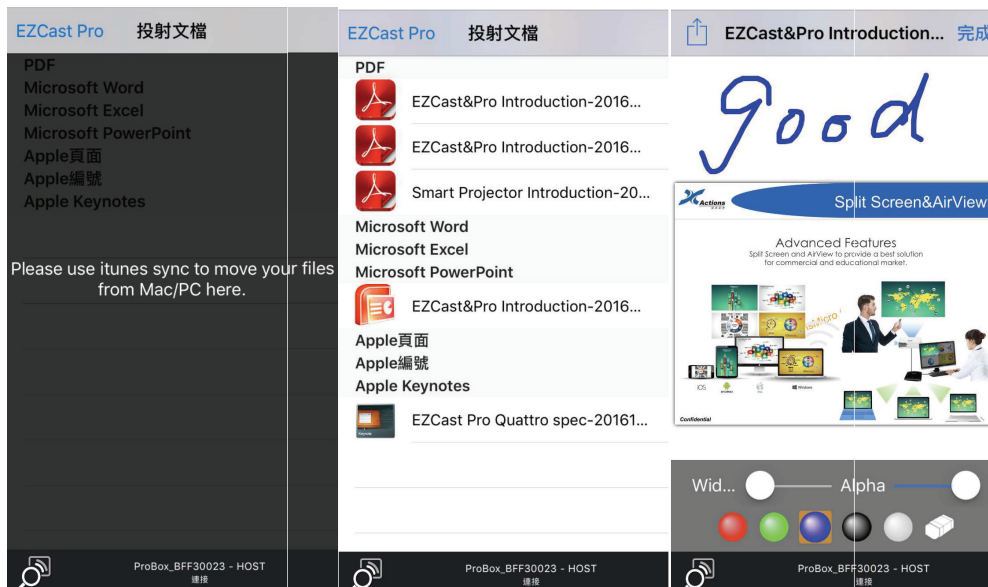 EZCast Pro 投射文檔
PDF
Microsoft Word
Microsoft Excel
Microsoft PowerPoint
Apple頁面
Apple編號
Apple Keynotes
Please use itunes sync to move your files
from Mac/PC here.
ProBox_BFF30023 - HOST
連接
EZCast Pro 投射文檔
PDF
EZCast&Pro Introduction-2016...
EZCast&Pro Introduction-2016...
Smart Projector Introduction-20...
Microsoft Word
Microsoft Excel
Microsoft PowerPoint
EZCast&Pro Introduction-2016...
Apple頁面
Apple編號
Apple Keynotes
Keynote
EZCast Pro Quattro spec-20161...
ProBox_BFF30023 - HOST
連接
EZCast&Pro Introduction... 完成
good
Actions
Split Screen&AirView
Advanced Features
Split Screen and AirView to provide a best solution
for commercial and educational market.
iOS
Windows
Confidential
Wid... Alpha
ProBox_BFF30023 - HOST
連接